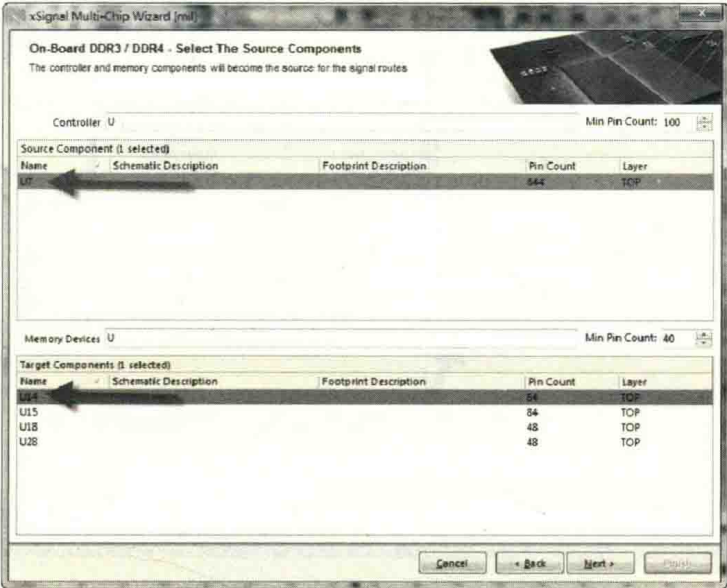 xSignal Multi-Chip Wizard [mil]
On-Board DDR3 / DDR4 - Select The Source Components
The controller and memory components will become the source for the signal routes
Controller U Min Pin Count: 100
Source Component (1 selected)
Name Schematic Description Footprint Description Pin Count Layer
U7 644 TOP
Memory Devices U Min Pin Count: 40
Target Components (1 selected)
Name Schematic Description Footprint Description Pin Count Layer
U14 84 TOP
U15 84 TOP
U18 48 TOP
U28 48 TOP
Cancel < Back Next > Finish